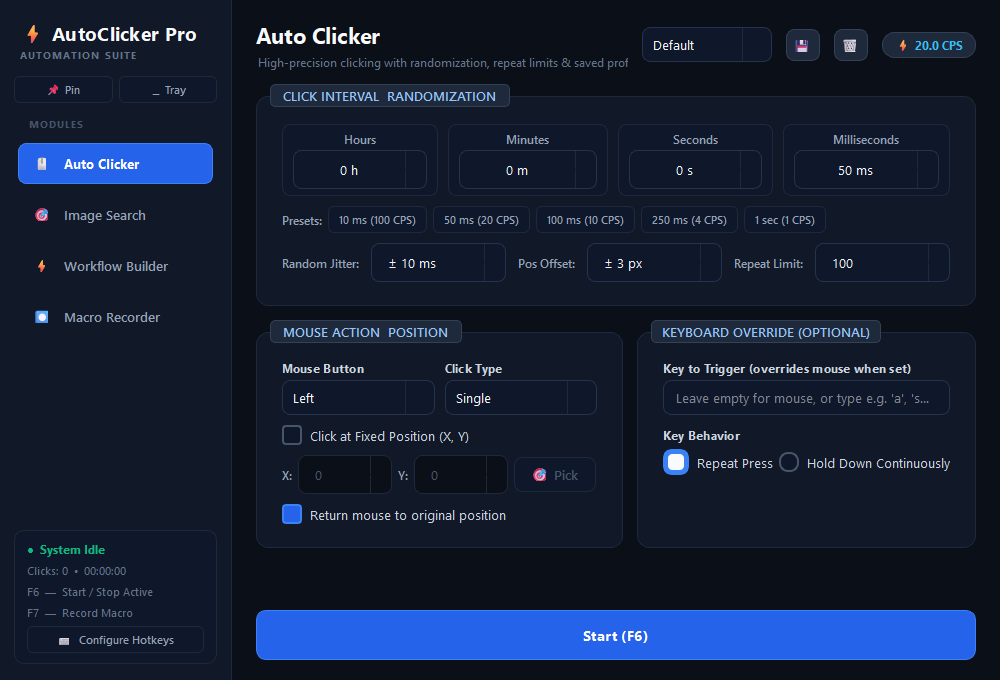 AutoClicker Pro
AUTOMATION SUITE
Pin
_ Tray
MODULES
Auto Clicker
Image Search
Workflow Builder
Macro Recorder
● System Idle
Clicks: 0 • 00:00:00
F6 — Start / Stop Active
F7 — Record Macro
Configure Hotkeys
Auto Clicker
High-precision clicking with randomization, repeat limits & saved prof
Default
20.0 CPS
CLICK INTERVAL RANDOMIZATION
Hours
Minutes
Seconds
Milliseconds
0 h
0 m
0 s
50 ms
Presets: 10 ms (100 CPS) 50 ms (20 CPS) 100 ms (10 CPS) 250 ms (4 CPS) 1 sec (1 CPS)
Random Jitter: ± 10 ms Pos Offset: ± 3 px Repeat Limit: 100
MOUSE ACTION POSITION
Mouse Button
Click Type
Left
Single
Click at Fixed Position (X, Y)
X: 0 Y: 0 Pick
Return mouse to original position
KEYBOARD OVERRIDE (OPTIONAL)
Key to Trigger (overrides mouse when set)
Leave empty for mouse, or type e.g. 'a', 's...
Key Behavior
Repeat Press Hold Down Continuously
Start (F6)